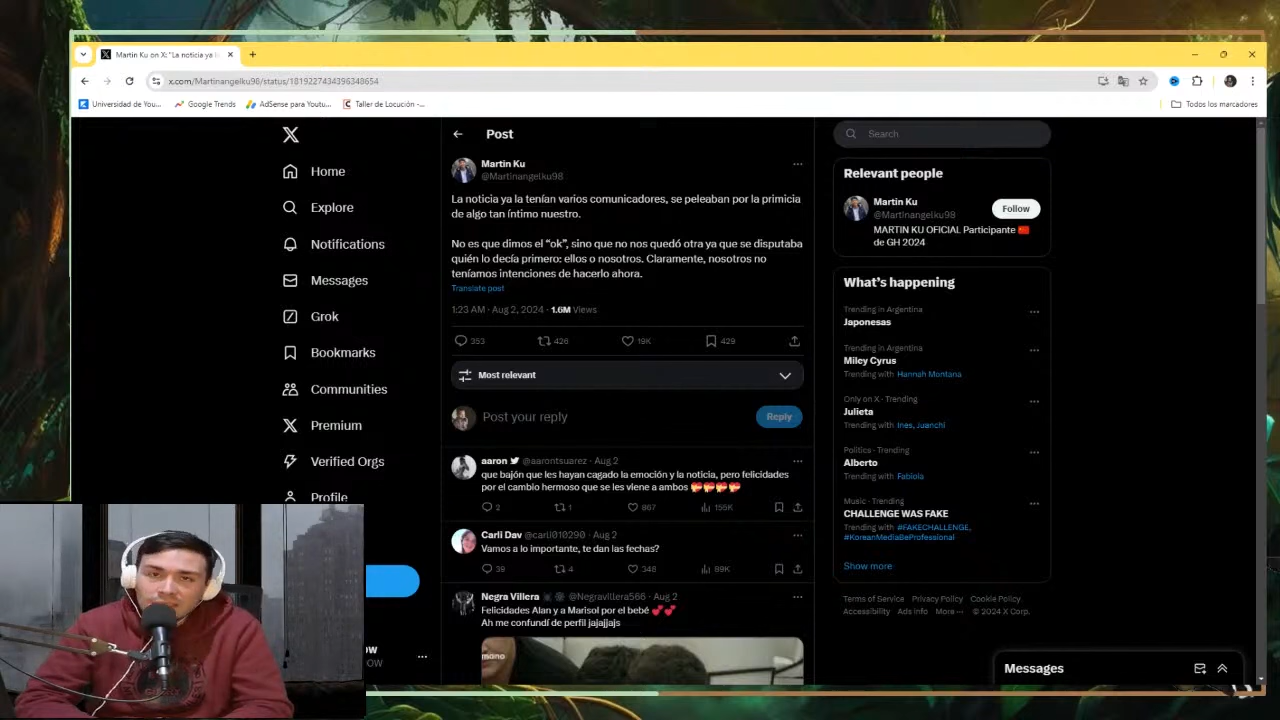 Martin Ku on X: "La noticia ya l
x.com/Martinangelku98/status/1819227434396348654
Universidad de You...
Google Trends
AdSense para Youtu...
Taller de Locución -...
Todos los marcadores
Home
Explore
Notifications
Messages
Grok
Bookmarks
Communities
Premium
Verified Orgs
Profile
OW
OW
Post
Martin Ku
@Martinangelku98
La noticia ya la tenían varios comunicadores, se peleaban por la primicia
de algo tan íntimo nuestro.
No es que dimos el "ok", sino que no nos quedó otra ya que se disputaba
quién lo decía primero: ellos o nosotros. Claramente, nosotros no
teníamos intenciones de hacerlo ahora.
Translate post
1:23 AM · Aug 2, 2024 · 1.6M Views
353 426 19K 429
Most relevant
Post your reply
Reply
aaron @aarontsuarez · Aug 2
que bajón que les hayan cagado la emoción y la noticia, pero felicidades
por el cambio hermoso que se les viene a ambos
2 1 867 155K
Carli Dav @carli010290 · Aug 2
Vamos a lo importante, te dan las fechas?
39 4 348 89K
Negra Villera @Negravillera566 · Aug 2
Felicidades Alan y a Marisol por el bebé
Ah me confundí de perfil jajajjajs
mano
Search
Relevant people
Martin Ku
@Martinangelku98
Follow
MARTIN KU OFICIAL Participante
de GH 2024
What's happening
Trending in Argentina
Japonesas
Trending in Argentina
Miley Cyrus
Trending with Hannah Montana
Only on X · Trending
Julieta
Trending with Ines, Juanchi
Politics · Trending
Alberto
Trending with Fabiola
Music · Trending
CHALLENGE WAS FAKE
Trending with #FAKECHALLENGE,
#KoreanMediaBeProfessional
Show more
Terms of Service Privacy Policy Cookie Policy
Accessibility Ads info More ··· © 2024 X Corp.
Messages